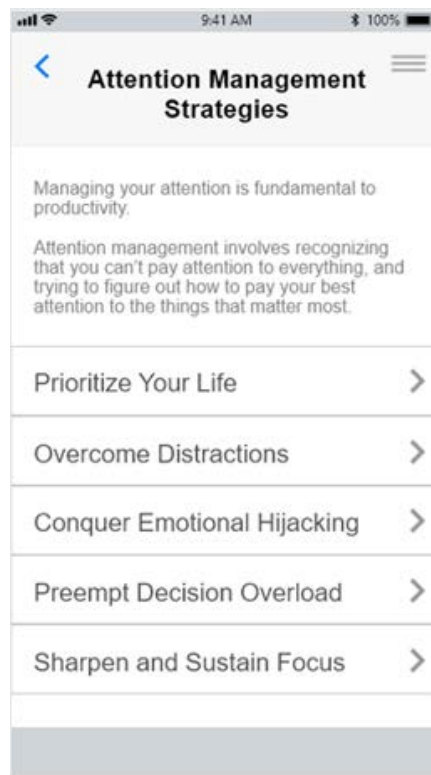 9:41 AM
100%
Attention Management
Strategies
Managing your attention is fundamental to
productivity.
Attention management involves recognizing
that you can't pay attention to everything, and
trying to figure out how to pay your best
attention to the things that matter most.
Prioritize Your Life
Overcome Distractions
Conquer Emotional Hijacking
Preempt Decision Overload
Sharpen and Sustain Focus